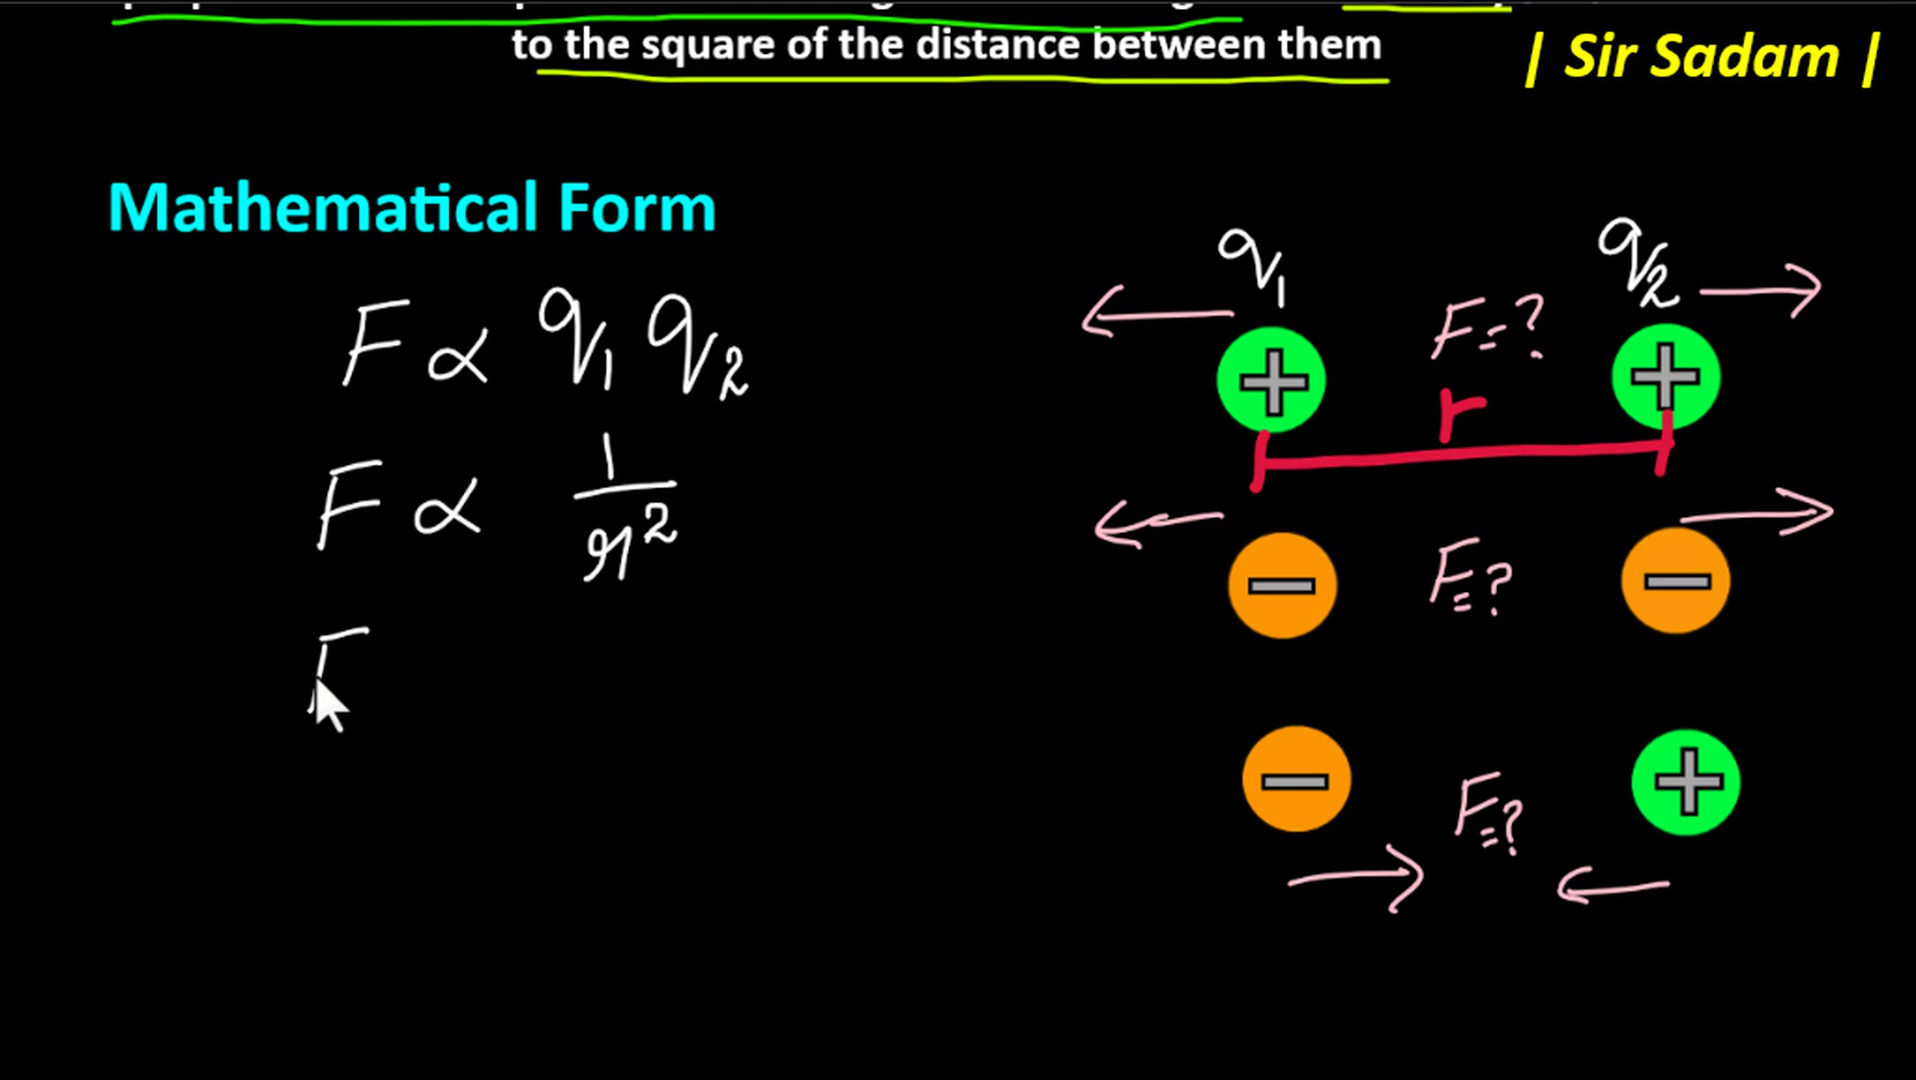 to the square of the distance between them
| Sir Sadam |
Mathematical Form
q₁
q₂
F ∝ q₁ q₂
F = ?
r
F ∝ 1/r²
F = ?
F
F = ?